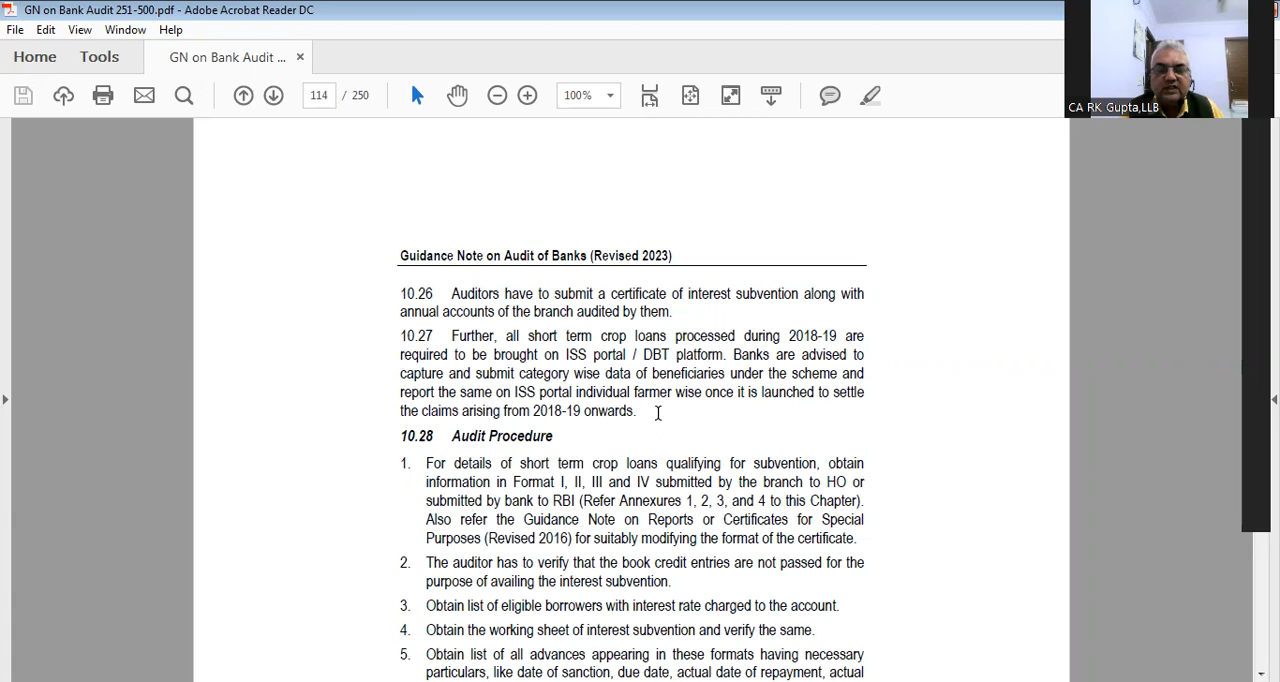 GN on Bank Audit 251-500.pdf - Adobe Acrobat Reader DC
File Edit View Window Help
Home Tools GN on Bank Audit ... ×
114 / 250 100%
CA RK Gupta,LLB
Guidance Note on Audit of Banks (Revised 2023)
10.26 Auditors have to submit a certificate of interest subvention along with
annual accounts of the branch audited by them.
10.27 Further, all short term crop loans processed during 2018-19 are
required to be brought on ISS portal / DBT platform. Banks are advised to
capture and submit category wise data of beneficiaries under the scheme and
report the same on ISS portal individual farmer wise once it is launched to settle
the claims arising from 2018-19 onwards.
10.28 Audit Procedure
1. For details of short term crop loans qualifying for subvention, obtain
information in Format I, II, III and IV submitted by the branch to HO or
submitted by bank to RBI (Refer Annexures 1, 2, 3, and 4 to this Chapter).
Also refer the Guidance Note on Reports or Certificates for Special
Purposes (Revised 2016) for suitably modifying the format of the certificate.
2. The auditor has to verify that the book credit entries are not passed for the
purpose of availing the interest subvention.
3. Obtain list of eligible borrowers with interest rate charged to the account.
4. Obtain the working sheet of interest subvention and verify the same.
5. Obtain list of all advances appearing in these formats having necessary
particulars, like date of sanction, due date, actual date of repayment, actual